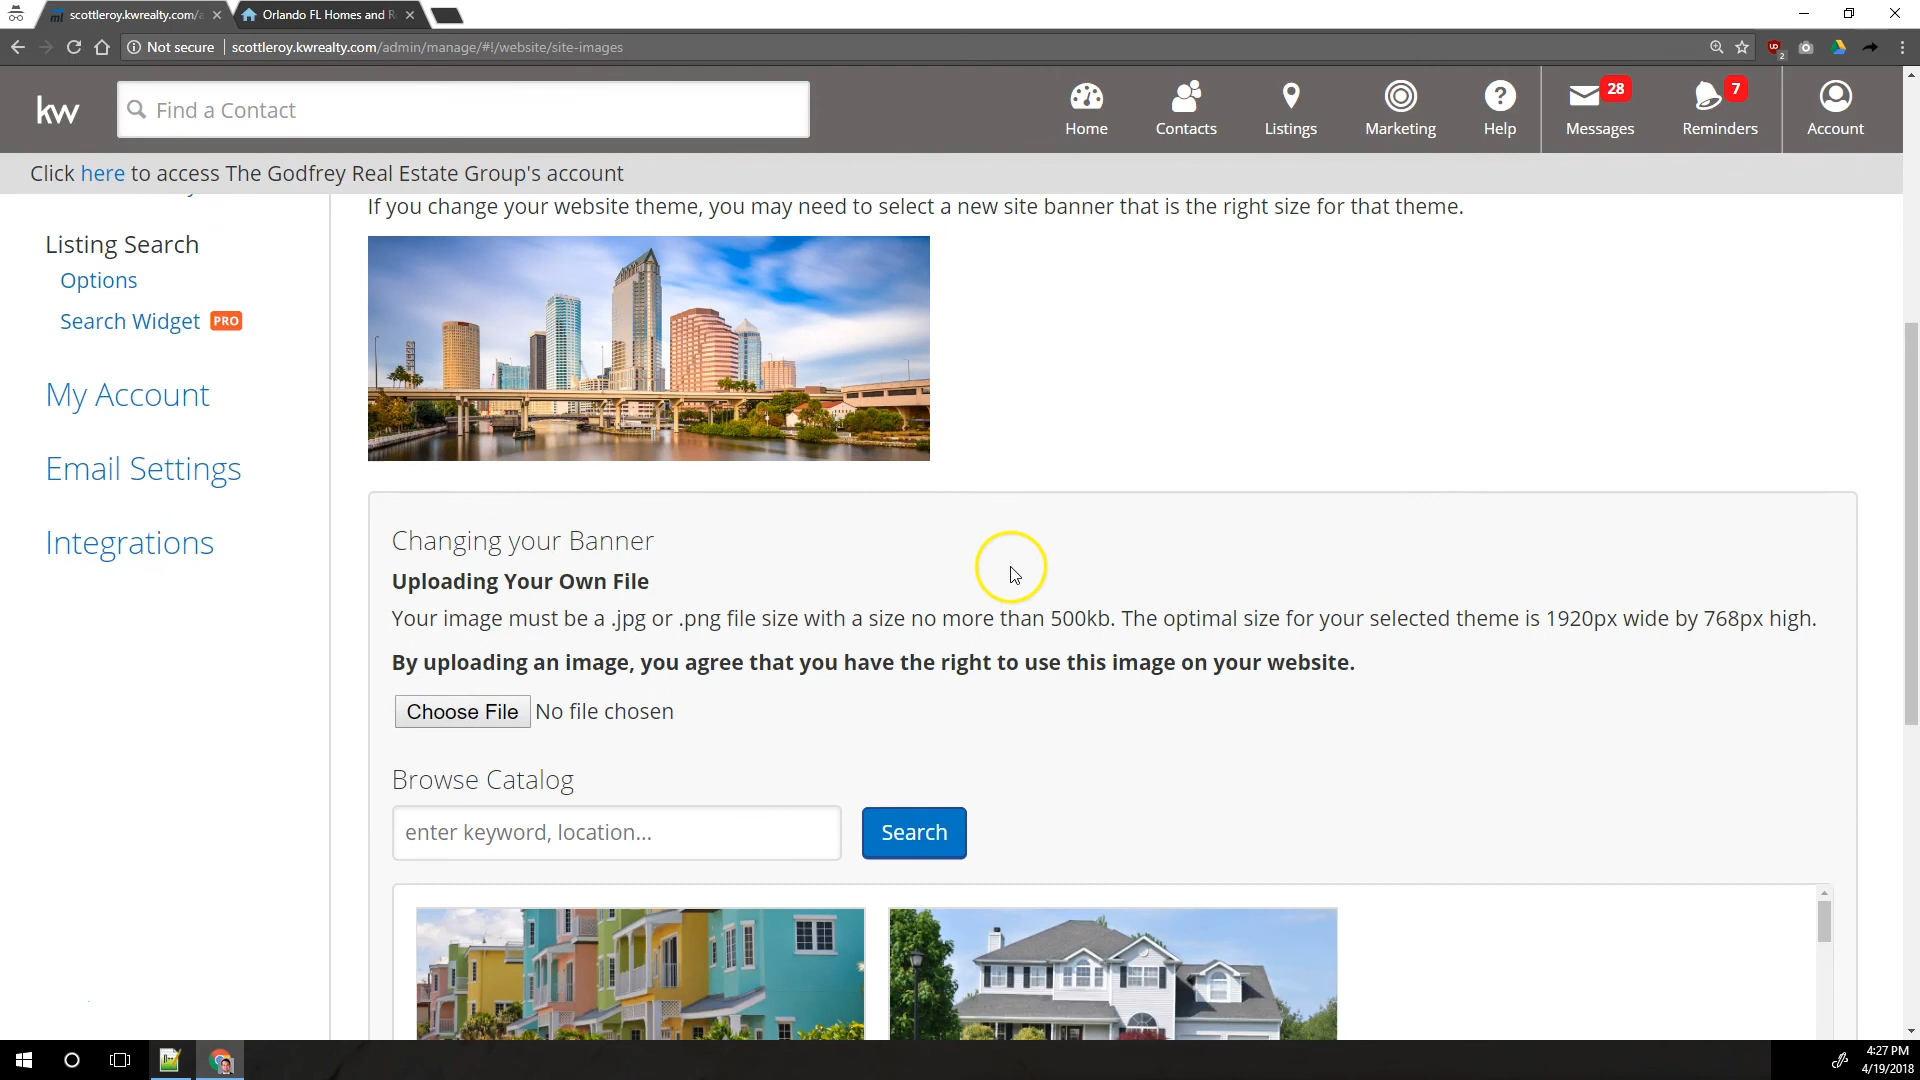 scottleroy.kwrealty.com/a
Orlando FL Homes and R
Not secure | scottleroy.kwrealty.com/admin/manage/#!/website/site-images
2
kw
Find a Contact
Home
Contacts
Listings
Marketing
Help
28
Messages
7
Reminders
Account
Click here to access The Godfrey Real Estate Group's account
If you change your website theme, you may need to select a new site banner that is the right size for that theme.
Listing Search
Options
Search Widget PRO
My Account
Email Settings
Integrations
Changing your Banner
Uploading Your Own File
Your image must be a .jpg or .png file size with a size no more than 500kb. The optimal size for your selected theme is 1920px wide by 768px high.
By uploading an image, you agree that you have the right to use this image on your website.
Choose File No file chosen
Browse Catalog
enter keyword, location...
Search
4:27 PM
4/19/2018